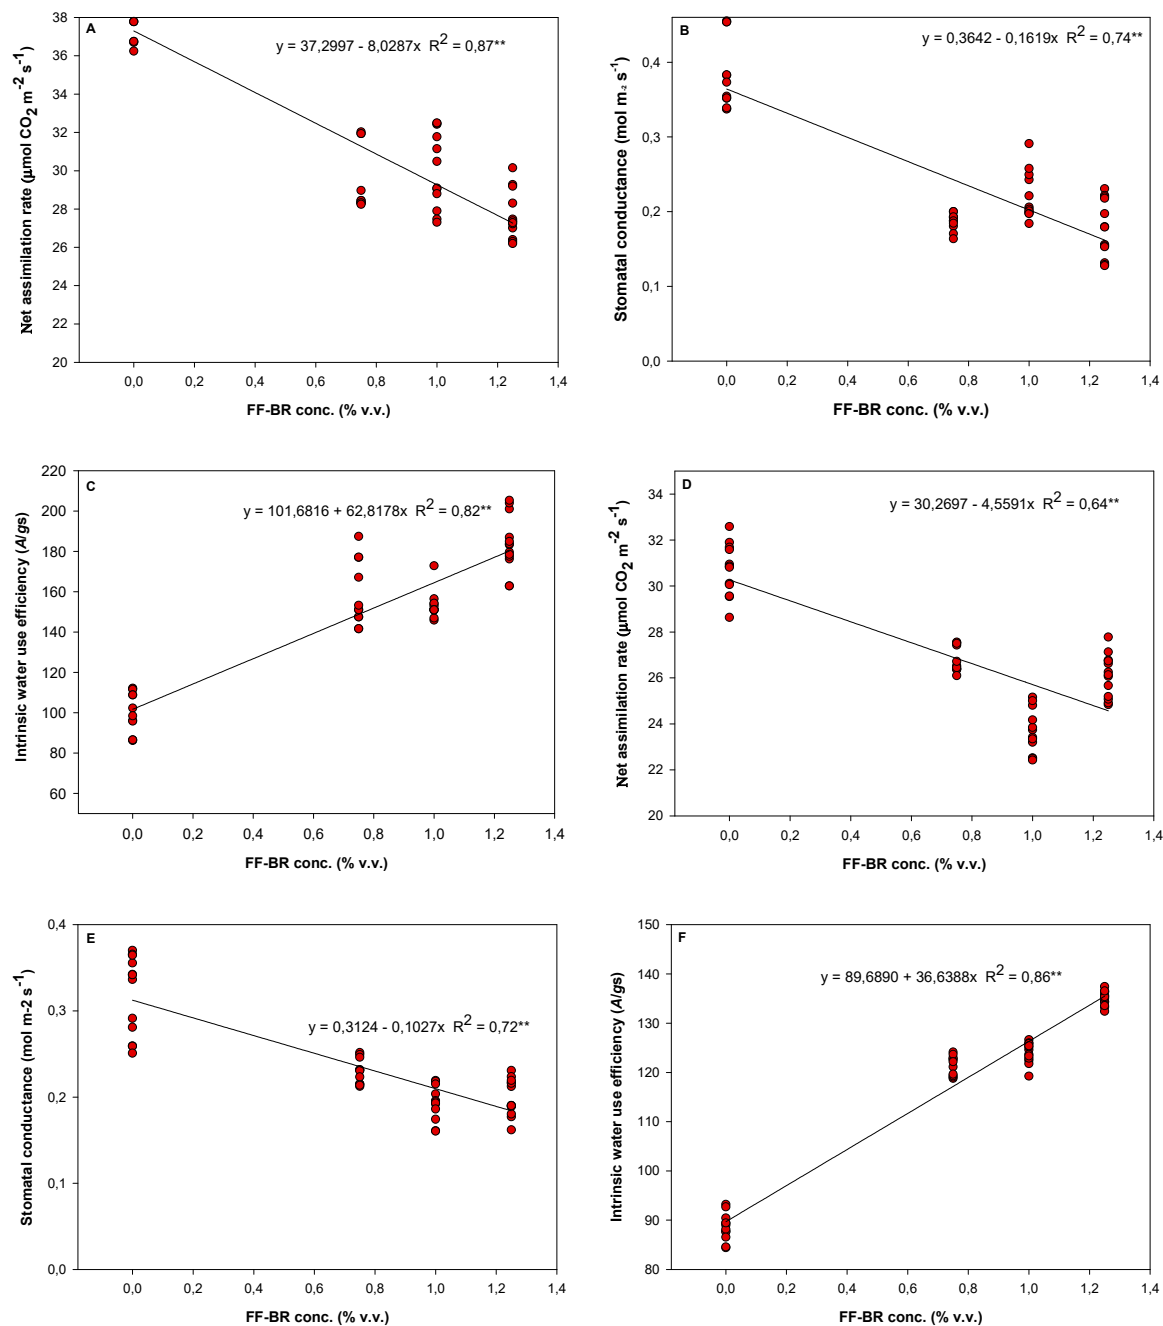 A
y = 37,2997 - 8,0287x R2 = 0,87**
Net assimilation rate (µmol CO2 m-2 s-1)
38
36
34
32
30
28
26
24
22
20
0,0 0,2 0,4 0,6 0,8 1,0 1,2 1,4
FF-BR conc. (% v.v.)
B
y = 0,3642 - 0,1619x R2 = 0,74**
Stomatal conductance (mol m-2 s-1)
0,4
0,3
0,2
0,1
0,0
0,0 0,2 0,4 0,6 0,8 1,0 1,2 1,4
FF-BR conc. (% v.v.)
C
y = 101,6816 + 62,8178x R2 = 0,82**
Intrinsic water use efficiency (A/gs)
220
200
180
160
140
120
100
80
60
0,0 0,2 0,4 0,6 0,8 1,0 1,2 1,4
FF-BR conc. (% v.v.)
D
y = 30,2697 - 4,5591x R2 = 0,64**
Net assimilation rate (µmol CO2 m-2 s-1)
34
32
30
28
26
24
22
20
0,0 0,2 0,4 0,6 0,8 1,0 1,2 1,4
FF-BR conc. (% v.v.)
E
y = 0,3124 - 0,1027x R2 = 0,72**
Stomatal conductance (mol m-2 s-1)
0,4
0,3
0,2
0,1
0,0
0,0 0,2 0,4 0,6 0,8 1,0 1,2 1,4
FF-BR conc. (% v.v.)
F
y = 89,6890 + 36,6388x R2 = 0,86**
Intrinsic water use efficiency (A/gs)
150
140
130
120
110
100
90
80
0,0 0,2 0,4 0,6 0,8 1,0 1,2 1,4
FF-BR conc. (% v.v.)